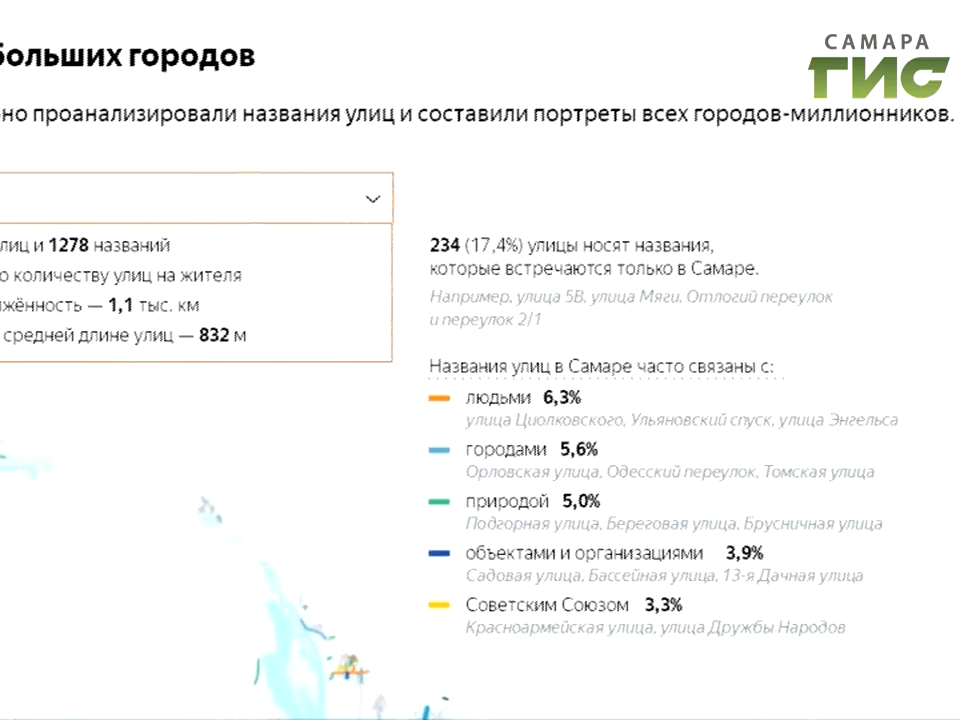 больших городов
САМАРА
ГИС
но проанализировали названия улиц и составили портреты всех городов-миллионников.
лиц и 1278 названий
о количеству улиц на жителя
жённость — 1,1 тыс. км
средней длине улиц — 832 м
234 (17,4%) улицы носят названия,
которые встречаются только в Самаре.
Например, улица 5В, улица Мяги, Отлогий переулок
и переулок 2/1
Названия улиц в Самаре часто связаны с:
людьми 6,3%
улица Циолковского, Ульяновский спуск, улица Энгельса
городами 5,6%
Орловская улица, Одесский переулок, Томская улица
природой 5,0%
Подгорная улица, Береговая улица, Брусничная улица
объектами и организациями 3,9%
Садовая улица, Бассейная улица, 13-я Дачная улица
Советским Союзом 3,3%
Красноармейская улица, улица Дружбы Народов